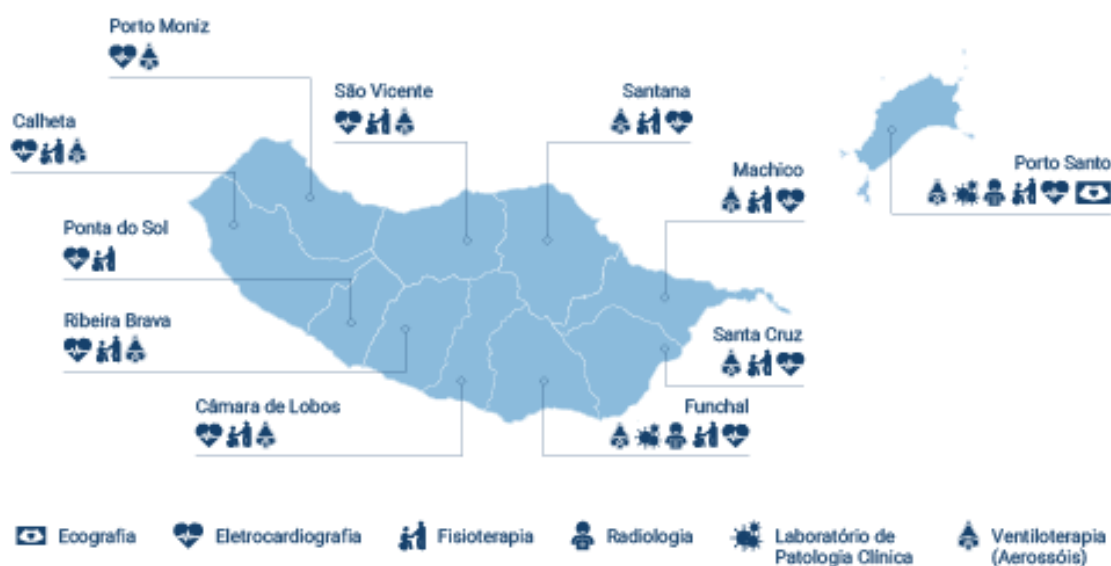 Porto Moniz
São Vicente
Santana
Calheta
Machico
Porto Santo
Ponta do Sol
Ribeira Brava
Santa Cruz
Câmara de Lobos
Funchal
Ecografia
Eletrocardiografia
Fisioterapia
Radiologia
Laboratório de
Patologia Clínica
Ventiloterapia
(Aerossóis)